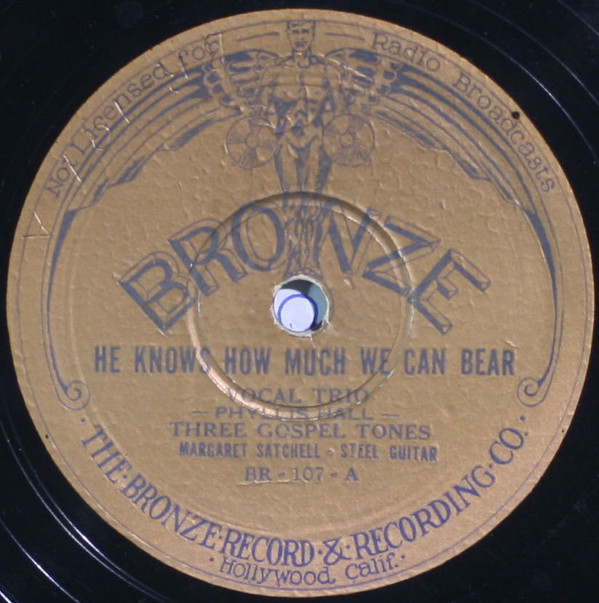 Not Licensed for Radio Broadcasts
BRONZE
HE KNOWS HOW MUCH WE CAN BEAR
VOCAL TRIO
— PHYLLIS HALL —
THREE GOSPEL TONES
MARGARET SATCHELL - STEEL GUITAR
BR - 107 - A
·THE·BRONZE·RECORD·&·RECORDING·CO.·
·Hollywood, Calif.·